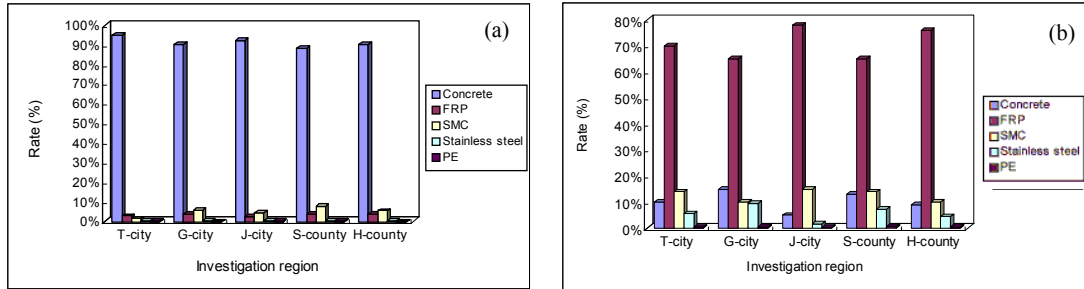 (a)
100%
90%
80%
70%
60%
50%
40%
30%
20%
10%
0%
Rate (%)
T-city G-city J-city S-county H-county
Investigation region
Concrete
FRP
SMC
Stainless steel
PE
(b)
80%
70%
60%
50%
40%
30%
20%
10%
0%
Rate (%)
T-city G-city J-city S-county H-county
Investigation region
Concrete
FRP
SMC
Stainless steel
PE